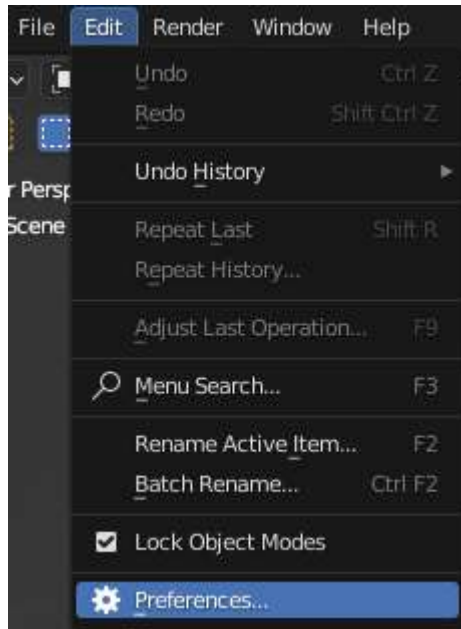 File Edit Render Window Help
Undo Ctrl Z
Redo Shift Ctrl Z
Undo History
r Persp
Scene
Repeat Last Shift R
Repeat History...
Adjust Last Operation... F9
Menu Search... F3
Rename Active Item... F2
Batch Rename... Ctrl F2
Lock Object Modes
Preferences...